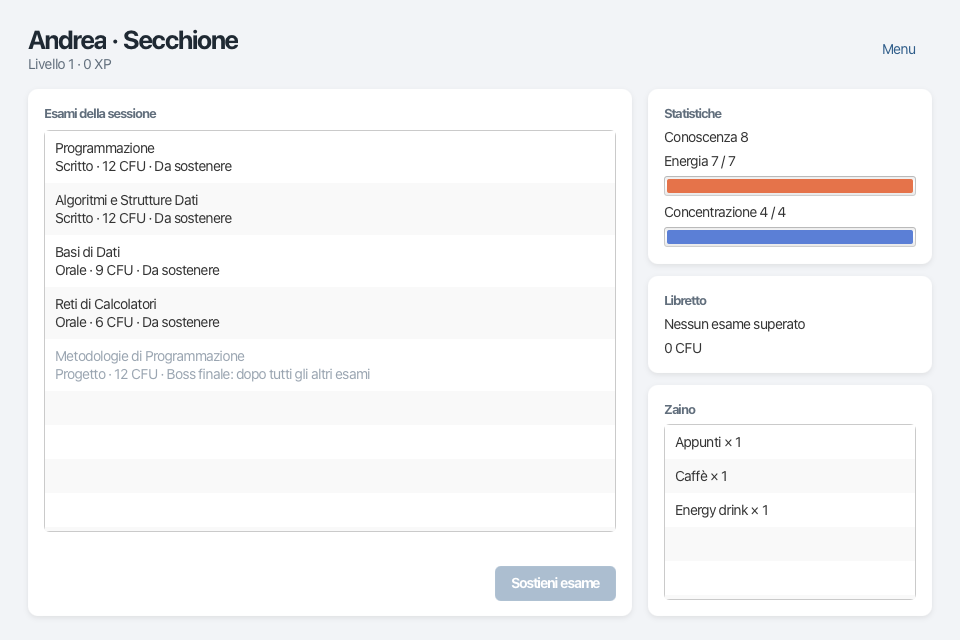 Andrea · Secchione
Livello 1 · 0 XP
Menu
Esami della sessione
Programmazione
Scritto · 12 CFU · Da sostenere
Algoritmi e Strutture Dati
Scritto · 12 CFU · Da sostenere
Basi di Dati
Orale · 9 CFU · Da sostenere
Reti di Calcolatori
Orale · 6 CFU · Da sostenere
Metodologie di Programmazione
Progetto · 12 CFU · Boss finale: dopo tutti gli altri esami
Sostieni esame
Statistiche
Conoscenza 8
Energia 7 / 7
Concentrazione 4 / 4
Libretto
Nessun esame superato
0 CFU
Zaino
Appunti × 1
Caffè × 1
Energy drink × 1